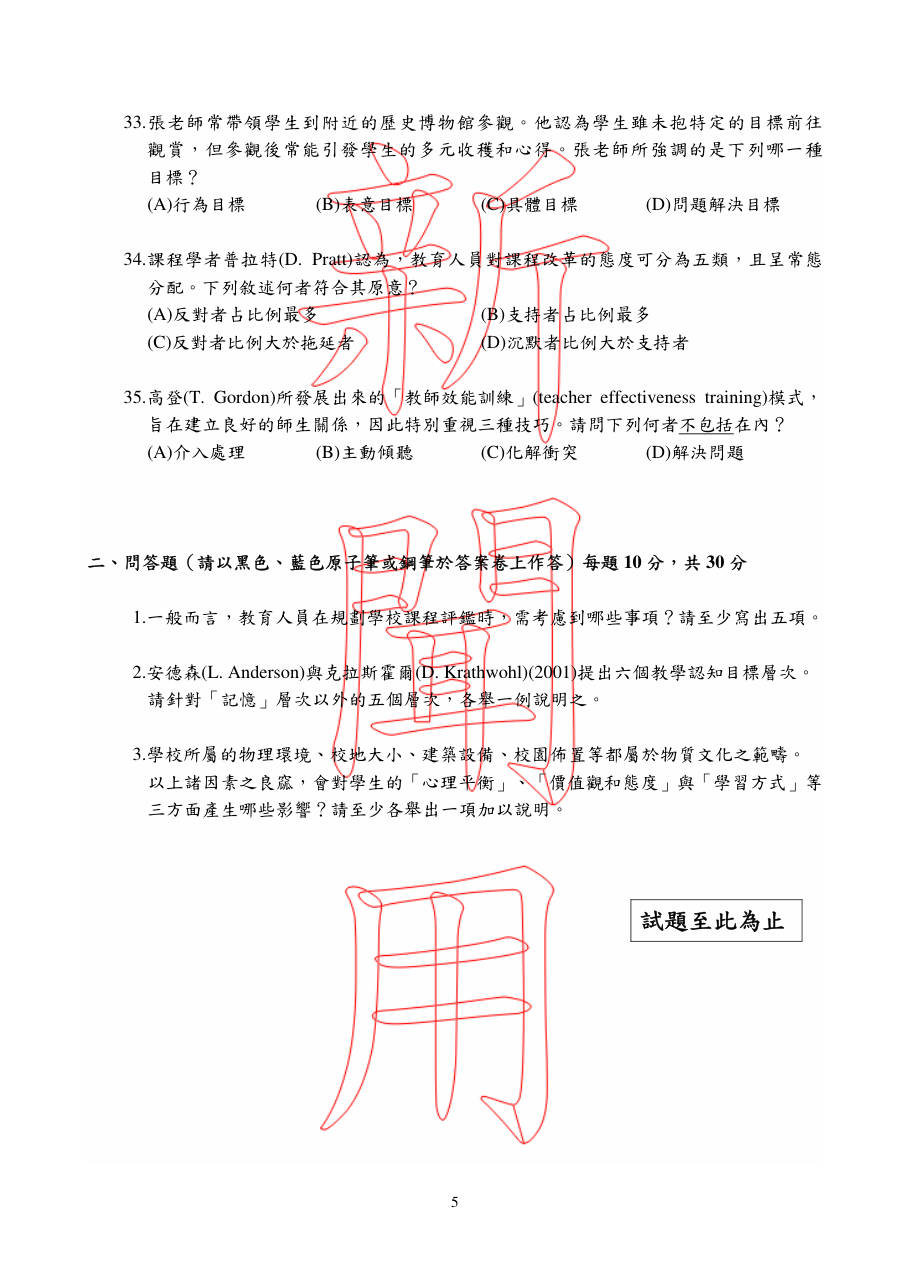 33.張老師常帶領學生到附近的歷史博物館參觀。他認為學生雖未抱特定的目標前往
觀賞，但參觀後常能引發學生的多元收穫和心得。張老師所強調的是下列哪一種
目標？
(A)行為目標 (B)表意目標 (C)具體目標 (D)問題解決目標
34.課程學者普拉特(D. Pratt)認為，教育人員對課程改革的態度可分為五類，且呈常態
分配。下列敘述何者符合其原意？
(A)反對者占比例最多 (B)支持者占比例最多
(C)反對者比例大於拖延者 (D)沉默者比例大於支持者
35.高登(T. Gordon)所發展出來的「教師效能訓練」(teacher effectiveness training)模式，
旨在建立良好的師生關係，因此特別重視三種技巧。請問下列何者不包括在內？
(A)介入處理 (B)主動傾聽 (C)化解衝突 (D)解決問題
二、問答題（請以黑色、藍色原子筆或鋼筆於答案卷上作答）每題 10 分，共 30 分
1.一般而言，教育人員在規劃學校課程評鑑時，需考慮到哪些事項？請至少寫出五項。
2.安德森(L. Anderson)與克拉斯霍爾(D. Krathwohl)(2001)提出六個教學認知目標層次。
請針對「記憶」層次以外的五個層次，各舉一例說明之。
3.學校所屬的物理環境、校地大小、建築設備、校園佈置等都屬於物質文化之範疇。
以上諸因素之良窳，會對學生的「心理平衡」、「價值觀和態度」與「學習方式」等
三方面產生哪些影響？請至少各舉出一項加以說明。
試題至此為止
新聞用
5